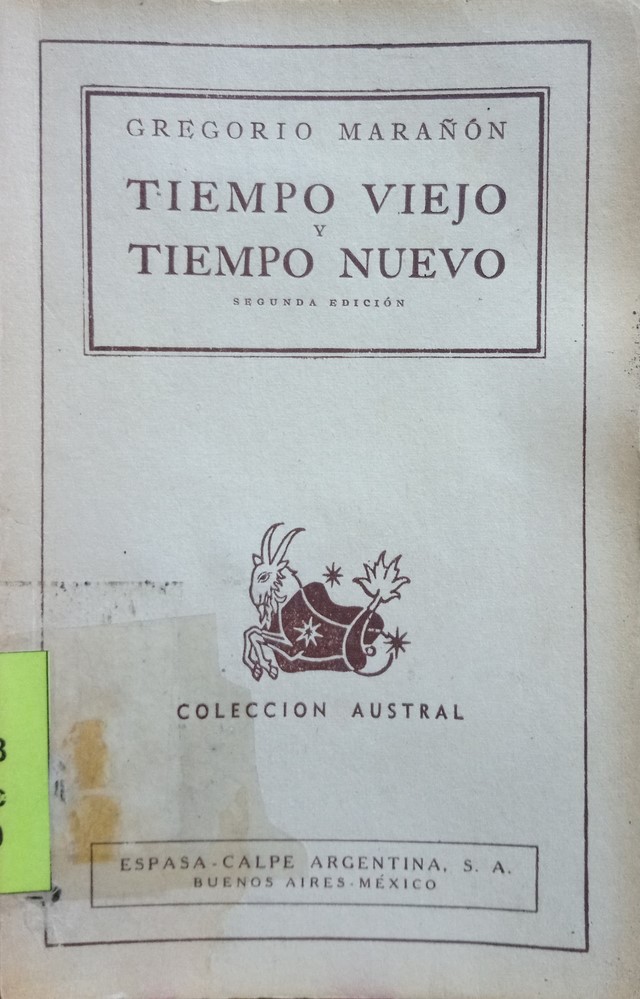 GREGORIO MARAÑÓN
TIEMPO VIEJO
Y
TIEMPO NUEVO
SEGUNDA EDICIÓN
COLECCION AUSTRAL
ESPASA-CALPE ARGENTINA, S. A.
BUENOS AIRES-MÉXICO